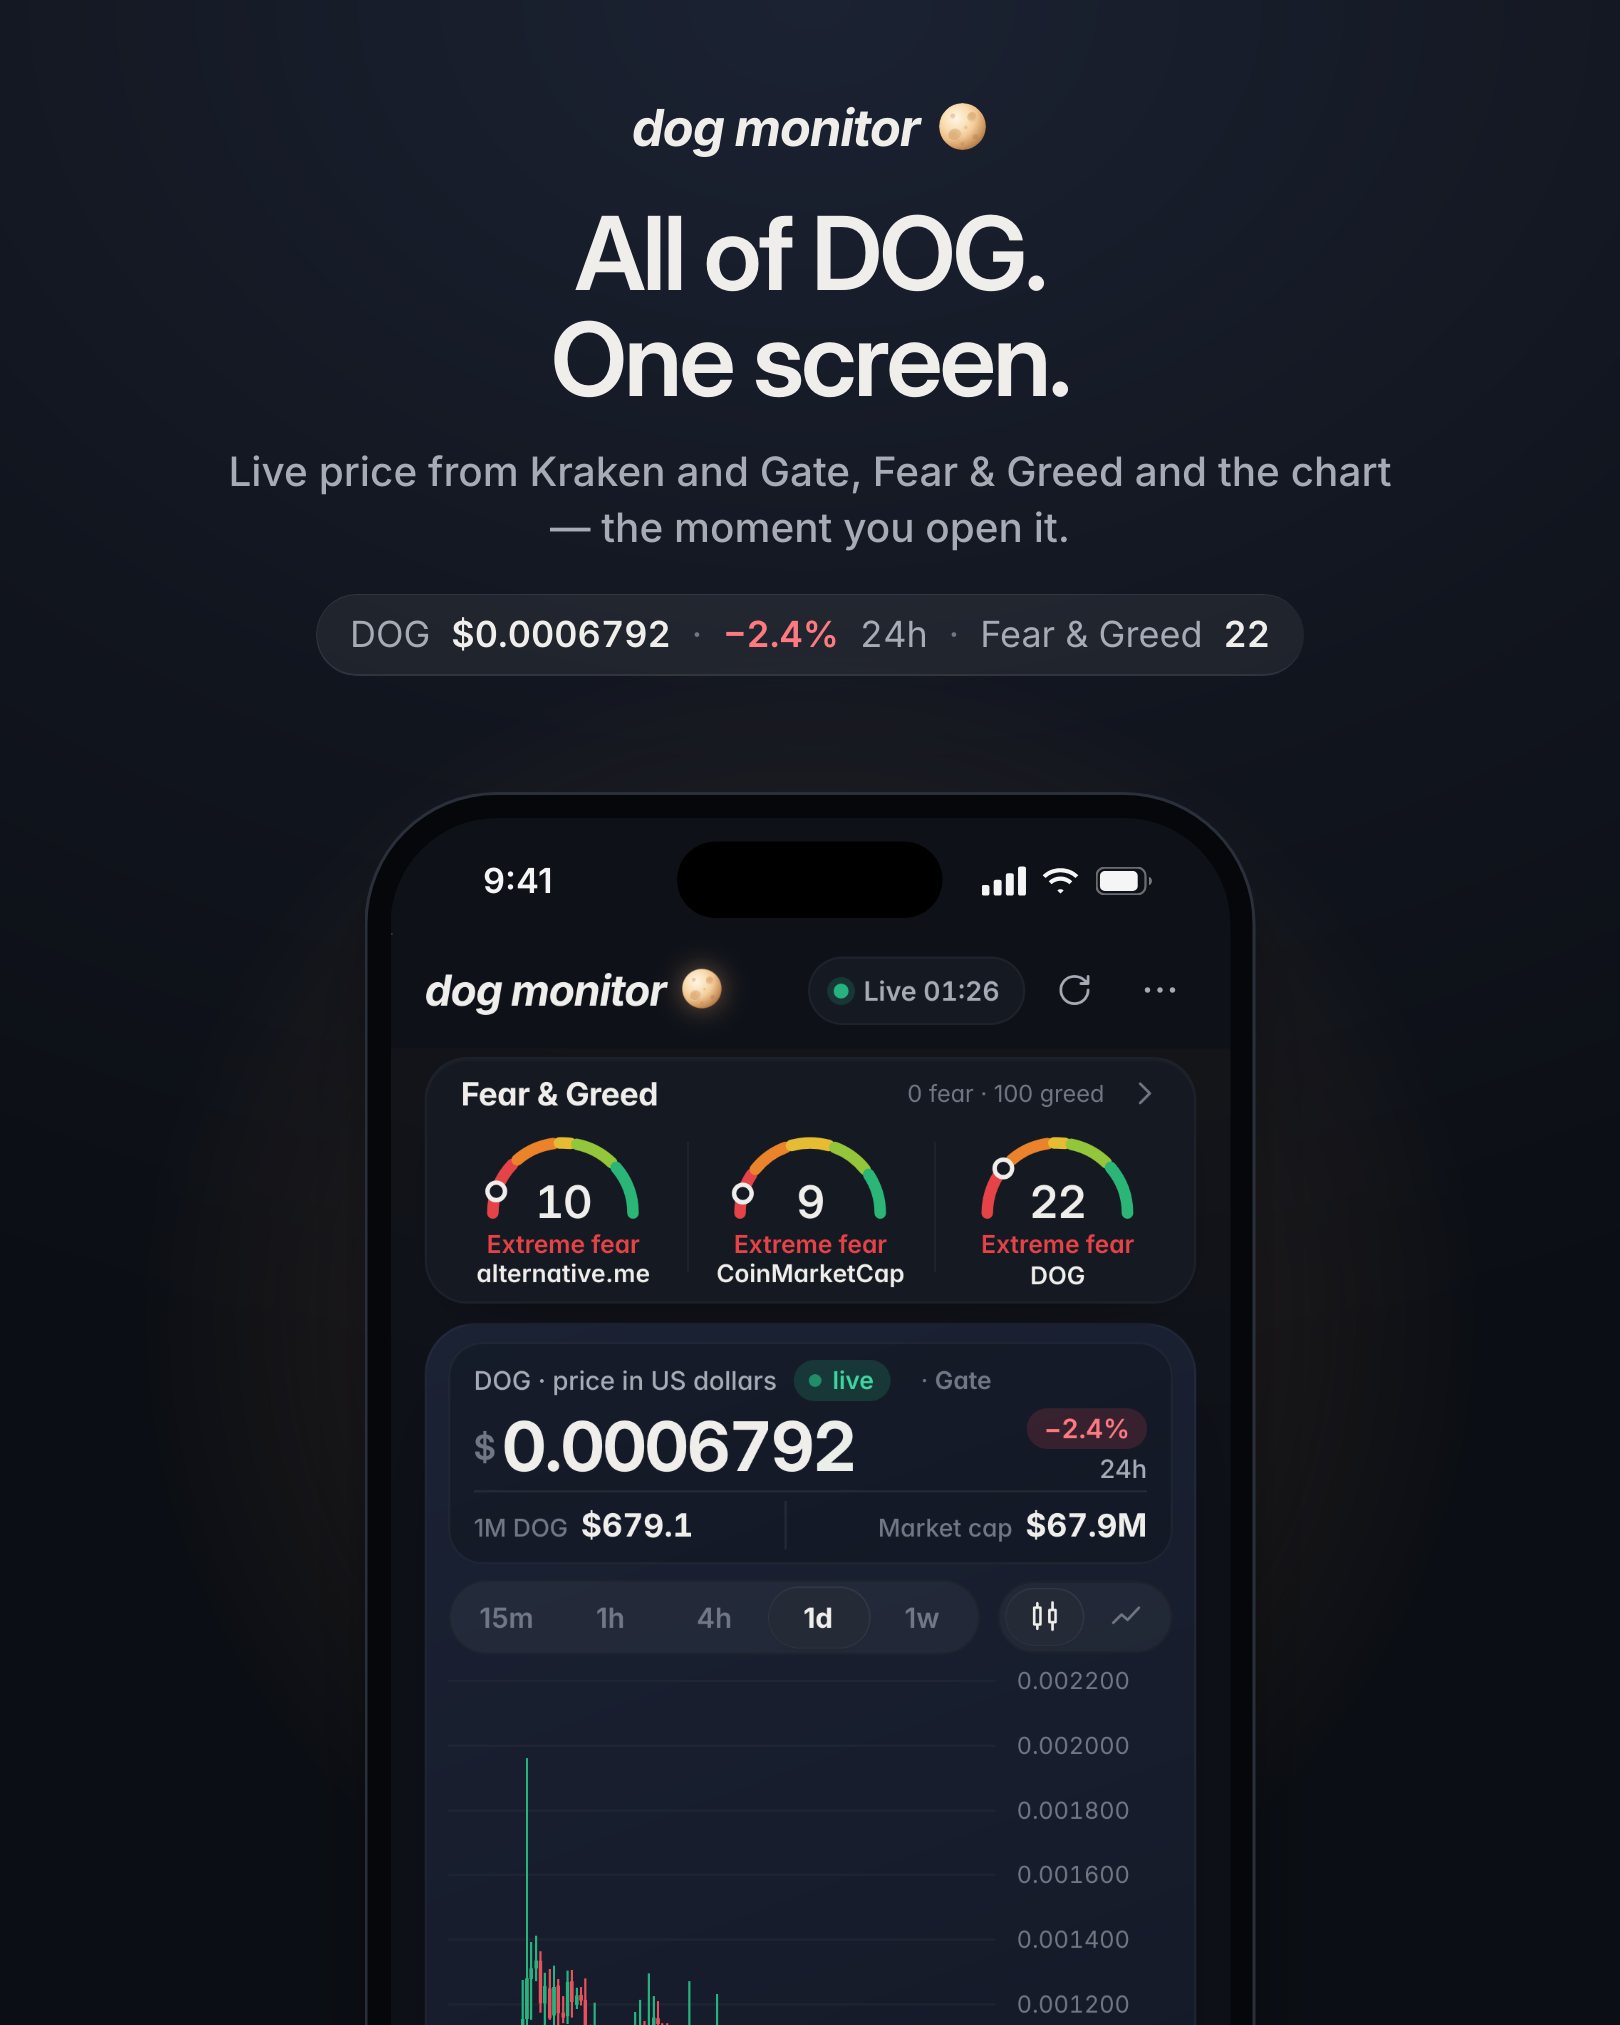 dog monitor
All of DOG.
One screen.
Live price from Kraken and Gate, Fear & Greed and the chart
— the moment you open it.
DOG $0.0006792 · −2.4% 24h · Fear & Greed 22
9:41
dog monitor Live 01:26
Fear & Greed 0 fear · 100 greed
10 9 22
Extreme fear Extreme fear Extreme fear
alternative.me CoinMarketCap DOG
DOG · price in US dollars live · Gate
$0.0006792 −2.4%
24h
1M DOG $679.1 Market cap $67.9M
15m 1h 4h 1d 1w
0.002200
0.002000
0.001800
0.001600
0.001400
0.001200